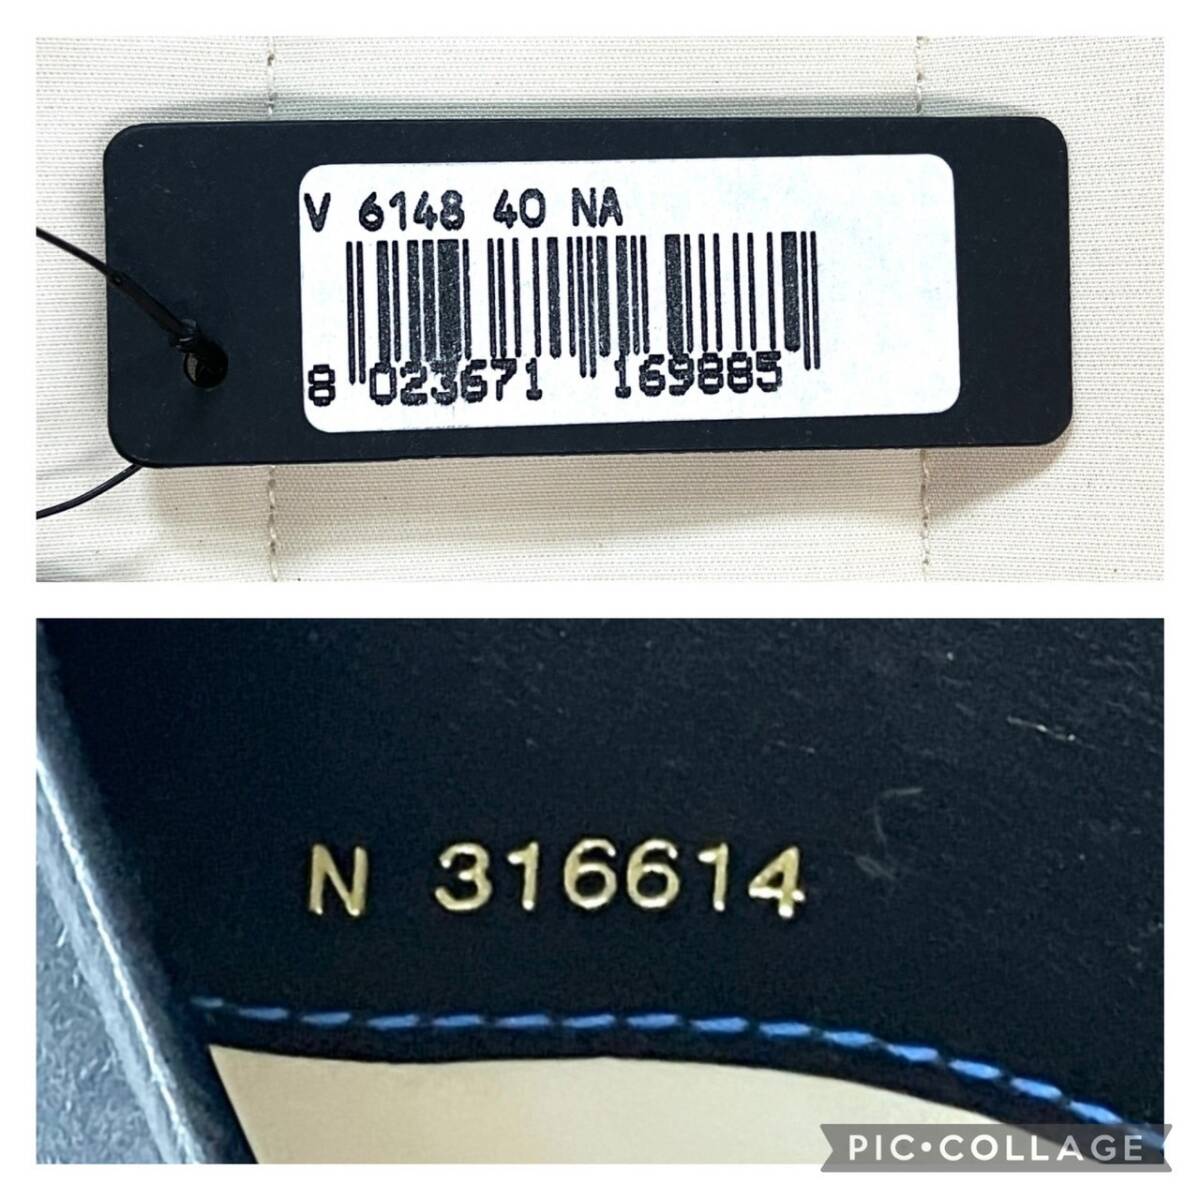 V 6148 40 NA
8 023671 169885
N 316614
PIC•COLLAGE